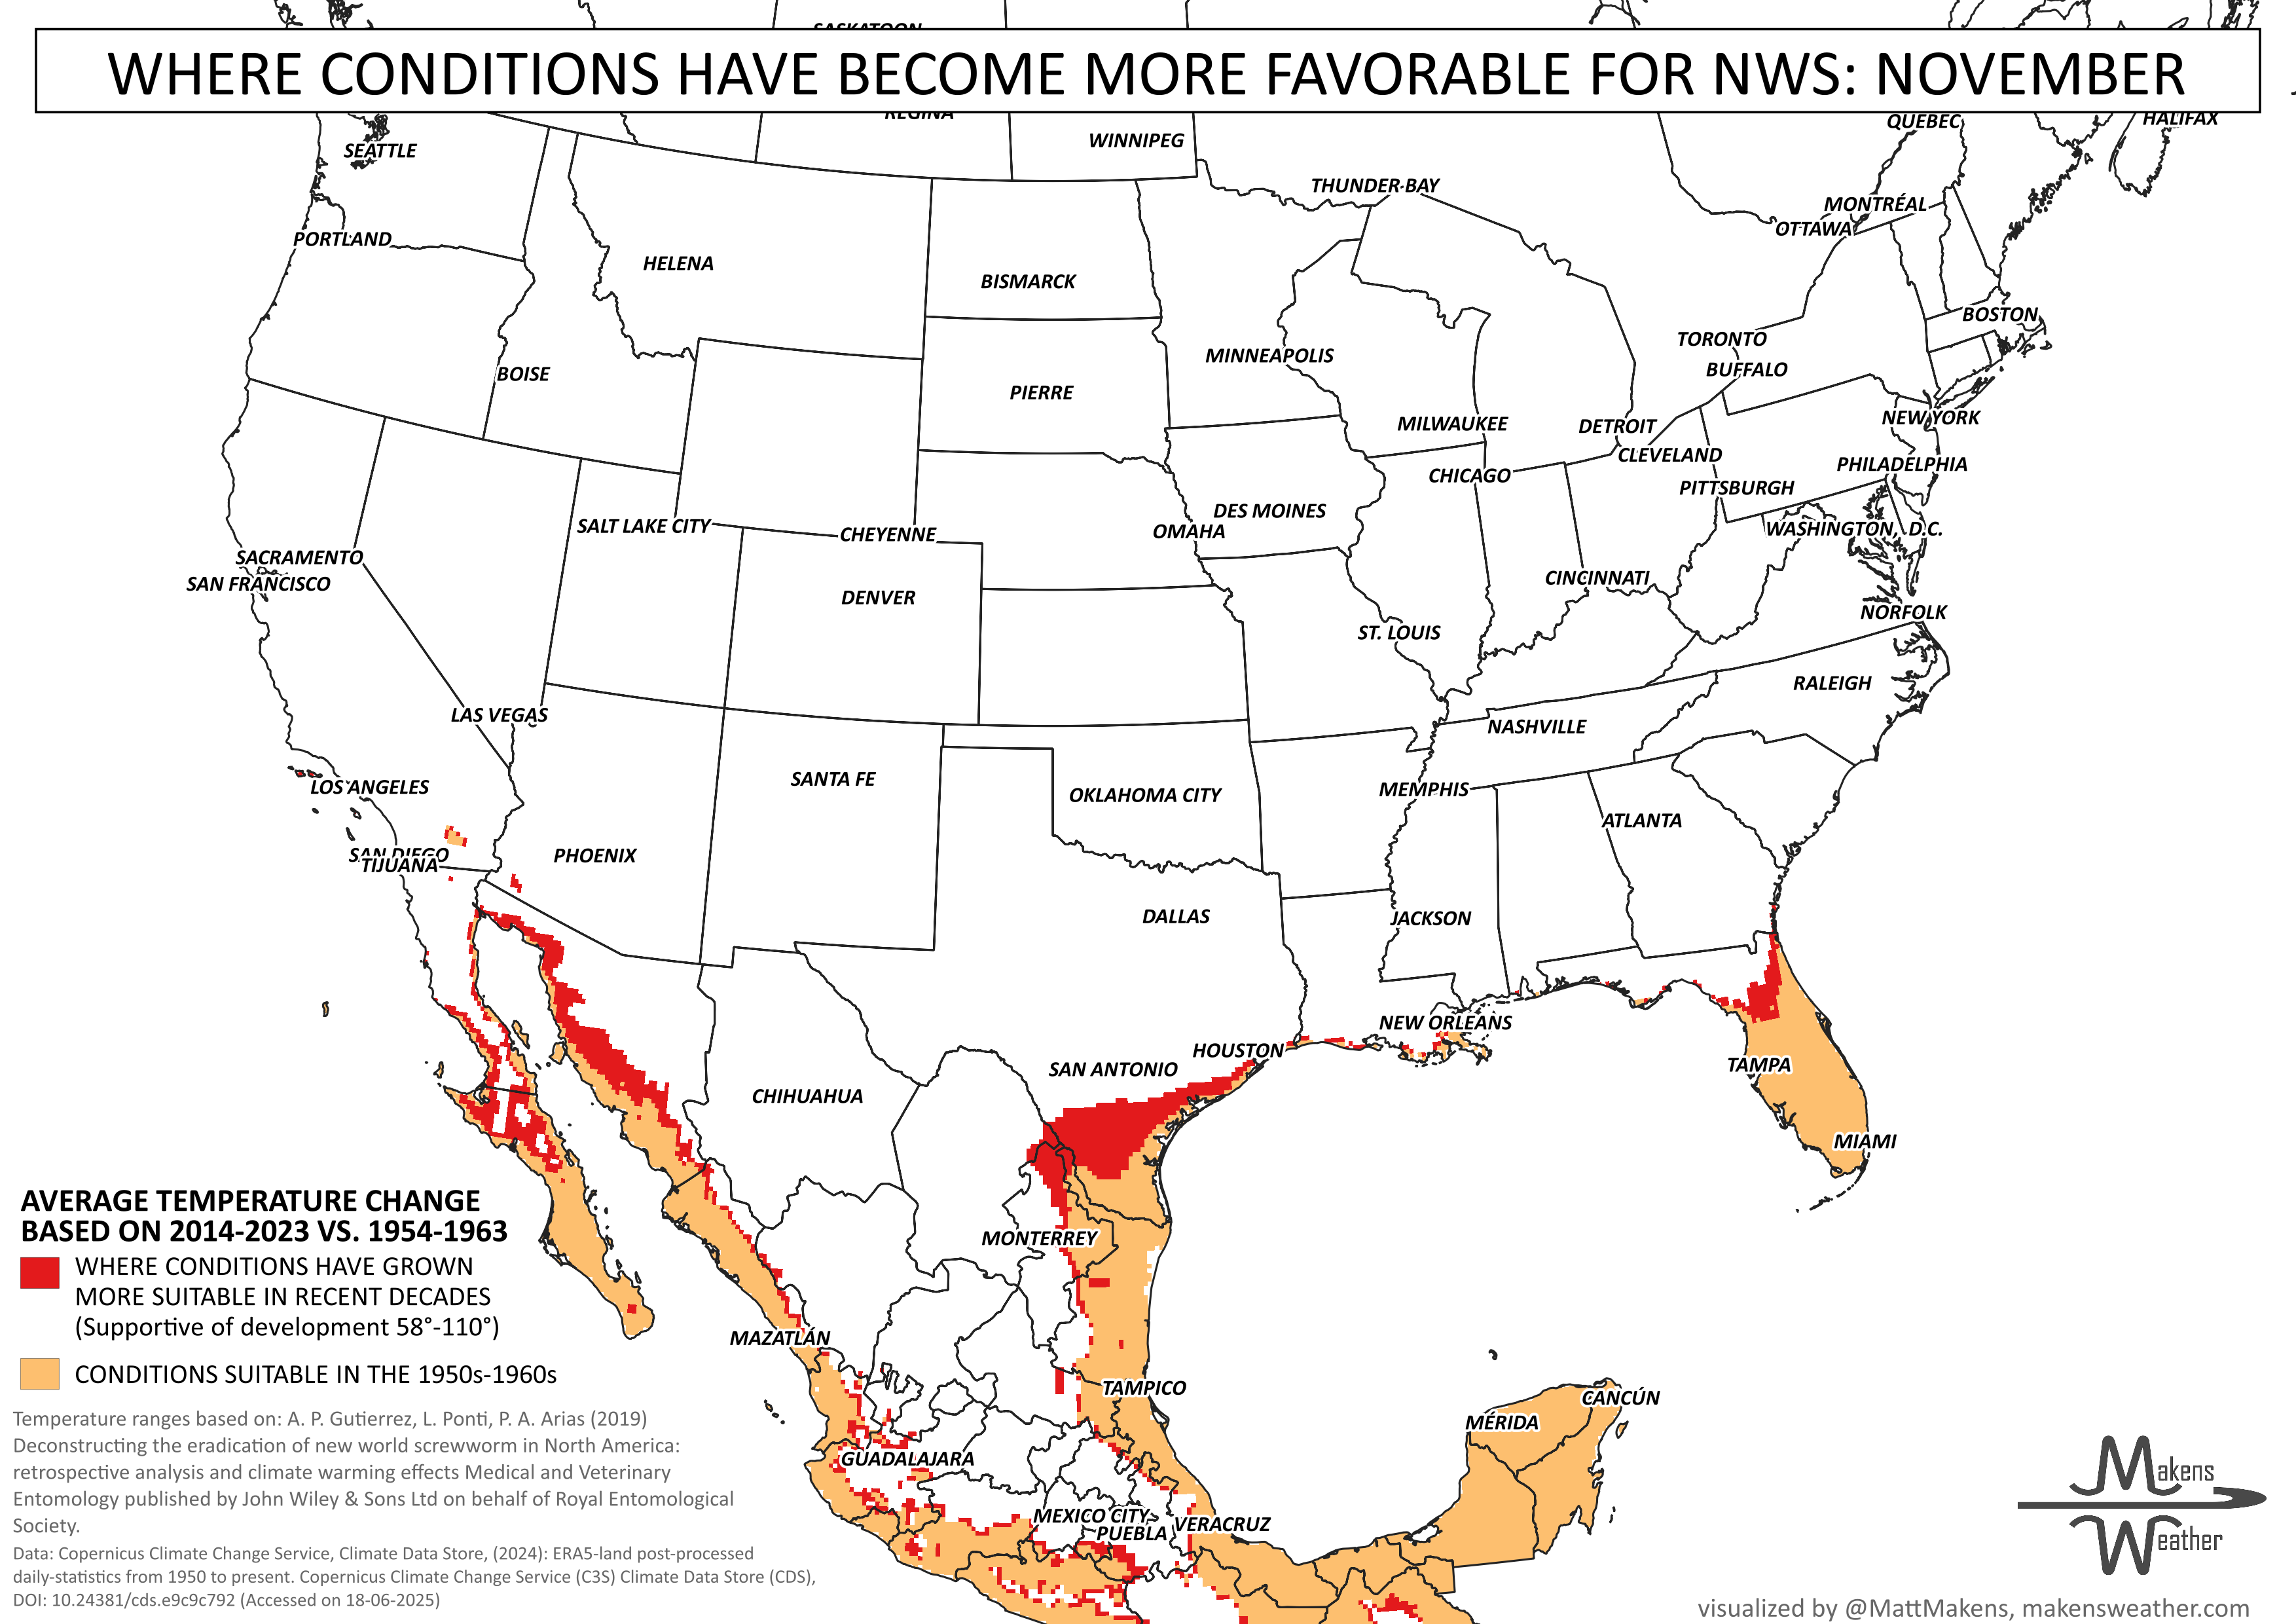 SASKATOON
WHERE CONDITIONS HAVE BECOME MORE FAVORABLE FOR NWS: NOVEMBER
REGINA
QUEBEC
HALIFAX
WINNIPEG
SEATTLE
THUNDER BAY
MONTRÉAL
OTTAWA
PORTLAND
HELENA
BISMARCK
BOSTON
TORONTO
MINNEAPOLIS
BUFFALO
BOISE
PIERRE
NEW YORK
MILWAUKEE
DETROIT
CLEVELAND
PHILADELPHIA
CHICAGO
PITTSBURGH
DES MOINES
SALT LAKE CITY
OMAHA
WASHINGTON, D.C.
CHEYENNE
SACRAMENTO
CINCINNATI
SAN FRANCISCO
DENVER
NORFOLK
ST. LOUIS
RALEIGH
LAS VEGAS
NASHVILLE
SANTA FE
LOS ANGELES
MEMPHIS
OKLAHOMA CITY
ATLANTA
SAN DIEGO
PHOENIX
TIJUANA
DALLAS
JACKSON
NEW ORLEANS
HOUSTON
TAMPA
SAN ANTONIO
CHIHUAHUA
MIAMI
AVERAGE TEMPERATURE CHANGE
BASED ON 2014-2023 VS. 1954-1963
MONTERREY
WHERE CONDITIONS HAVE GROWN
MORE SUITABLE IN RECENT DECADES
(Supportive of development 58°-110°)
MAZATLÁN
CONDITIONS SUITABLE IN THE 1950s-1960s
TAMPICO
CANCÚN
MÉRIDA
GUADALAJARA
MEXICO CITY
PUEBLA
VERACRUZ
Temperature ranges based on: A. P. Gutierrez, L. Ponti, P. A. Arias (2019)
Deconstructing the eradication of new world screwworm in North America:
retrospective analysis and climate warming effects Medical and Veterinary
Entomology published by John Wiley & Sons Ltd on behalf of Royal Entomological
Society.
Data: Copernicus Climate Change Service, Climate Data Store, (2024): ERA5-land post-processed
daily-statistics from 1950 to present. Copernicus Climate Change Service (C3S) Climate Data Store (CDS),
DOI: 10.24381/cds.e9c9c792 (Accessed on 18-06-2025)
Makens
Weather
visualized by @MattMakens, makensweather.com